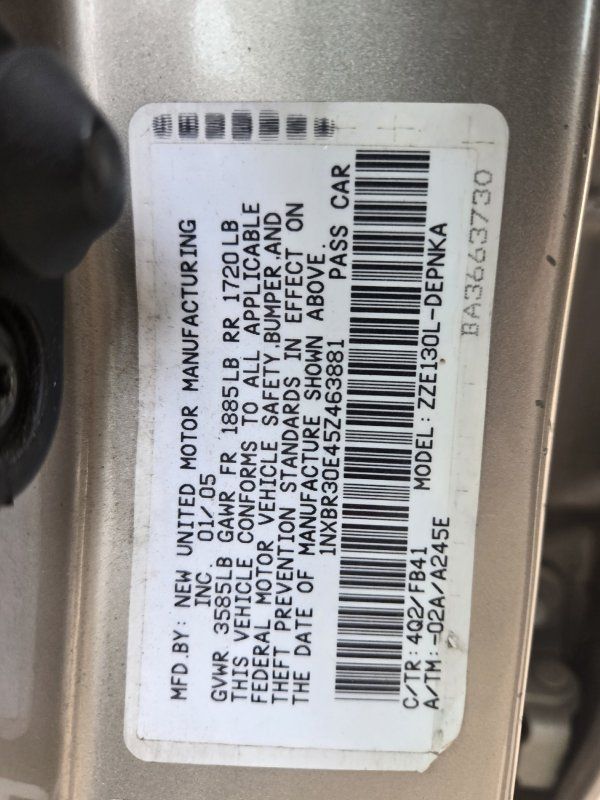 MFD.BY: NEW UNITED MOTOR MANUFACTURING
INC. 01/05
GVWR 3585LB GAWR FR 1885LB RR 1720LB
THIS VEHICLE CONFORMS TO ALL APPLICABLE
FEDERAL MOTOR VEHICLE SAFETY,BUMPER,AND
THEFT PREVENTION STANDARDS IN EFFECT ON
THE DATE OF MANUFACTURE SHOWN ABOVE.
1NXBR30E45Z463881 PASS CAR
C/TR: 4Q2/FB41 MODEL: ZZE130L-DEPNKA
A/TM: -02A/A245E
BA3663730